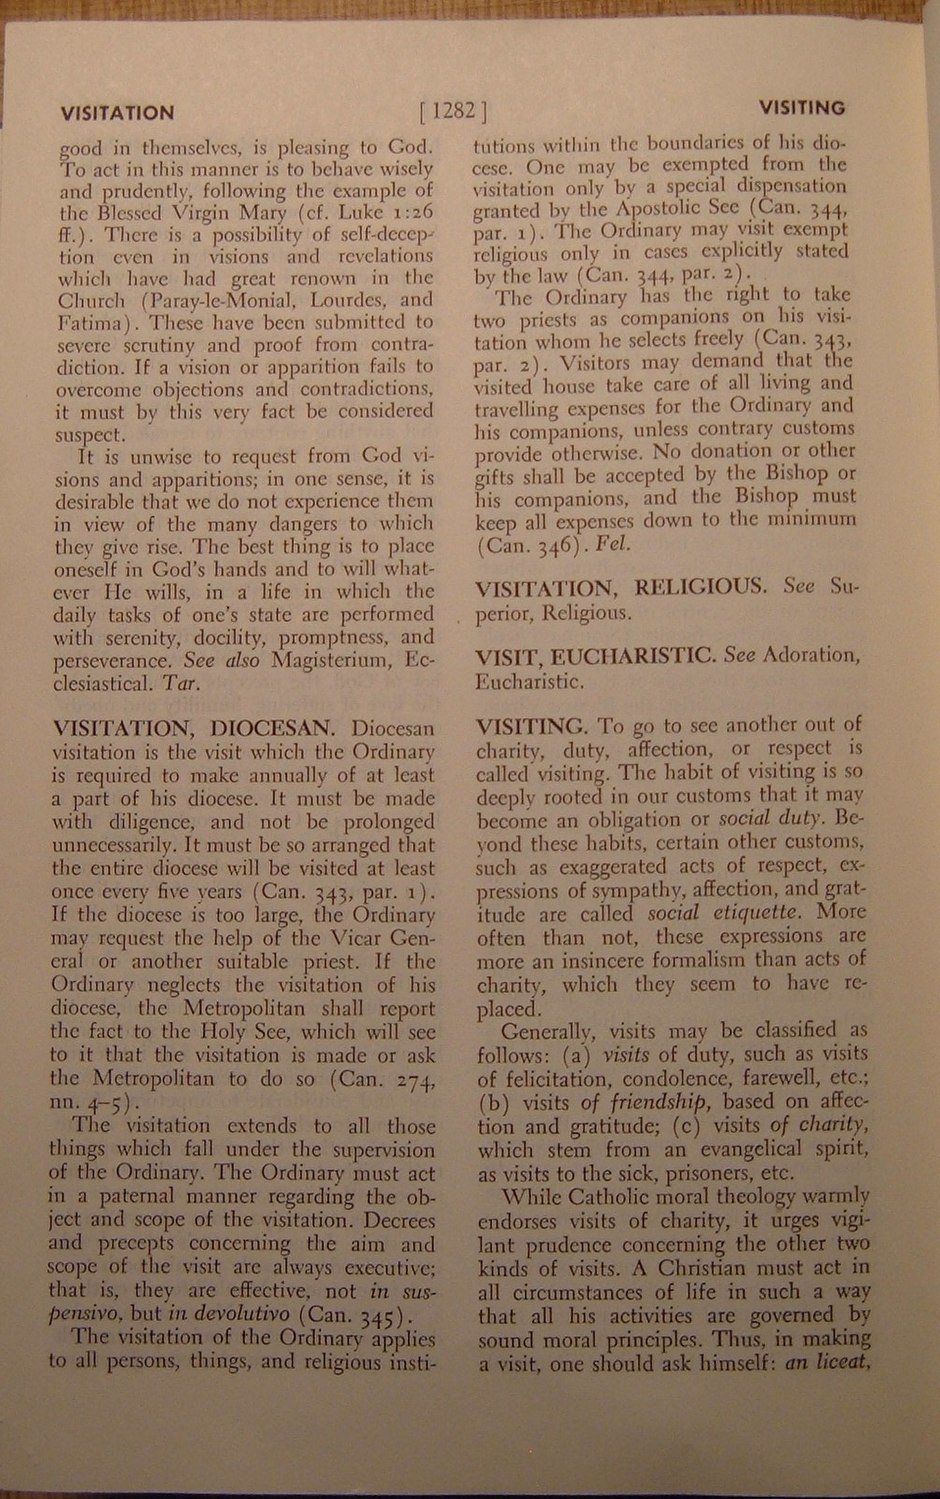 VISITATION
[ 1282 ]
VISITING
good in themselves, is pleasing to God.
To act in this manner is to behave wisely
and prudently, following the example of
the Blessed Virgin Mary (cf. Luke 1:26
ff.). There is a possibility of self-decep-
tion even in visions and revelations
which have had great renown in the
Church (Paray-le-Monial, Lourdes, and
Fatima). These have been submitted to
severe scrutiny and proof from contra-
diction. If a vision or apparition fails to
overcome objections and contradictions,
it must by this very fact be considered
suspect.
It is unwise to request from God vi-
sions and apparitions; in one sense, it is
desirable that we do not experience them
in view of the many dangers to which
they give rise. The best thing is to place
oneself in God's hands and to will what-
ever He wills, in a life in which the
daily tasks of one's state are performed
with serenity, docility, promptness, and
perseverance. See also Magisterium, Ec-
clesiastical. Tar.
VISITATION, DIOCESAN. Diocesan
visitation is the visit which the Ordinary
is required to make annually of at least
a part of his diocese. It must be made
with diligence, and not be prolonged
unnecessarily. It must be so arranged that
the entire diocese will be visited at least
once every five years (Can. 343, par. 1).
If the diocese is too large, the Ordinary
may request the help of the Vicar Gen-
eral or another suitable priest. If the
Ordinary neglects the visitation of his
diocese, the Metropolitan shall report
the fact to the Holy See, which will see
to it that the visitation is made or ask
the Metropolitan to do so (Can. 274,
nn. 4–5).
The visitation extends to all those
things which fall under the supervision
of the Ordinary. The Ordinary must act
in a paternal manner regarding the ob-
ject and scope of the visitation. Decrees
and precepts concerning the aim and
scope of the visit are always executive;
that is, they are effective, not in sus-
pensivo, but in devolutivo (Can. 345).
The visitation of the Ordinary applies
to all persons, things, and religious insti-
tutions within the boundaries of his dio-
cese. One may be exempted from the
visitation only by a special dispensation
granted by the Apostolic See (Can. 344,
par. 1). The Ordinary may visit exempt
religious only in cases explicitly stated
by the law (Can. 344, par. 2).
The Ordinary has the right to take
two priests as companions on his visi-
tation whom he selects freely (Can. 343,
par. 2). Visitors may demand that the
visited house take care of all living and
travelling expenses for the Ordinary and
his companions, unless contrary customs
provide otherwise. No donation or other
gifts shall be accepted by the Bishop or
his companions, and the Bishop must
keep all expenses down to the minimum
(Can. 346). Fel.
VISITATION, RELIGIOUS. See Su-
perior, Religious.
VISIT, EUCHARISTIC. See Adoration,
Eucharistic.
VISITING. To go to see another out of
charity, duty, affection, or respect is
called visiting. The habit of visiting is so
deeply rooted in our customs that it may
become an obligation or social duty. Be-
yond these habits, certain other customs,
such as exaggerated acts of respect, ex-
pressions of sympathy, affection, and grat-
itude are called social etiquette. More
often than not, these expressions are
more an insincere formalism than acts of
charity, which they seem to have re-
placed.
Generally, visits may be classified as
follows: (a) visits of duty, such as visits
of felicitation, condolence, farewell, etc.;
(b) visits of friendship, based on affec-
tion and gratitude; (c) visits of charity,
which stem from an evangelical spirit,
as visits to the sick, prisoners, etc.
While Catholic moral theology warmly
endorses visits of charity, it urges vigi-
lant prudence concerning the other two
kinds of visits. A Christian must act in
all circumstances of life in such a way
that all his activities are governed by
sound moral principles. Thus, in making
a visit, one should ask himself: an liceat,